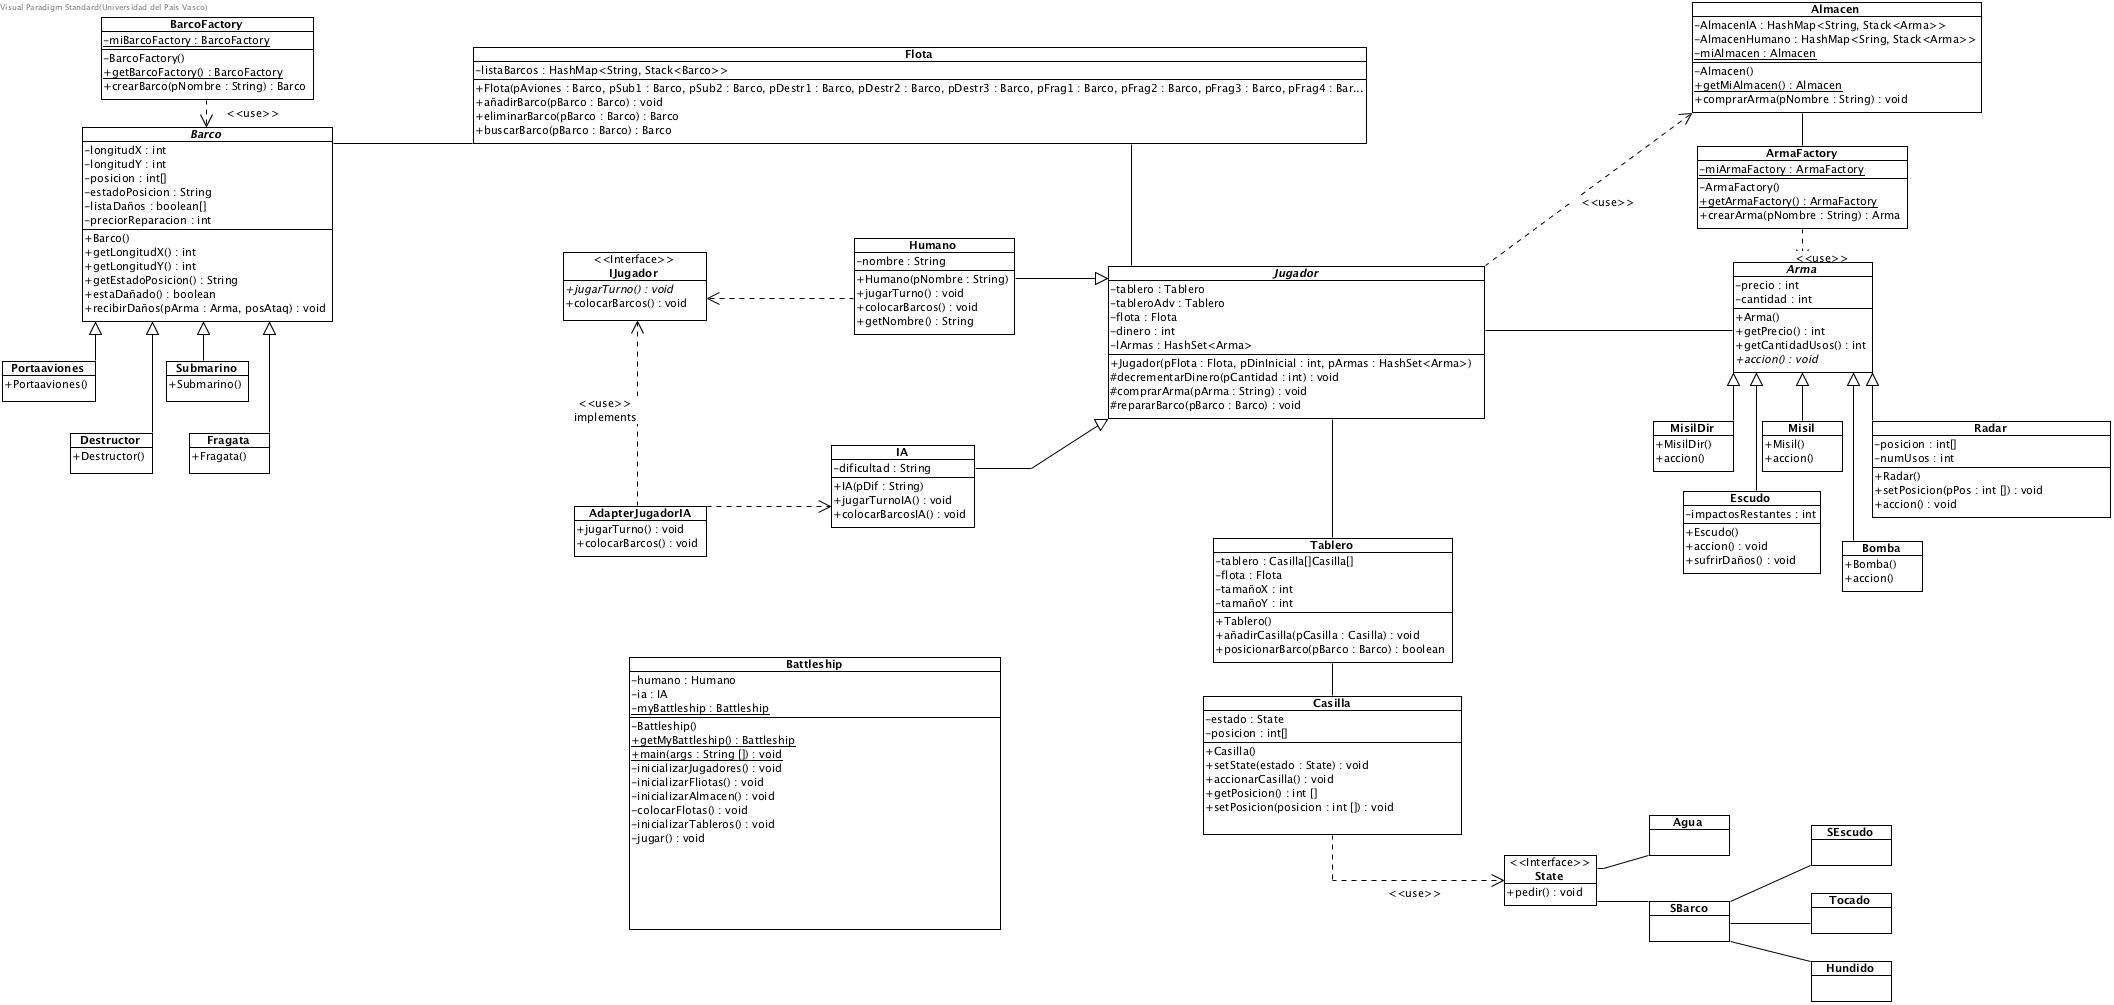 Visual Paradigm Standard(Universidad del Pais Vasco)
BarcoFactory
-miBarcoFactory : BarcoFactory
-BarcoFactory()
+getBarcoFactory() : BarcoFactory
+crearBarco(pNombre : String) : Barco
<<use>>
Barco
-longitudX : int
-longitudY : int
-posicion : int[]
-estadoPosicion : String
-listaDaños : boolean[]
-preciorReparacion : int
+Barco()
+getLongitudX() : int
+getLongitudY() : int
+getEstadoPosicion() : String
+estaDañado() : boolean
+recibirDaños(pArma : Arma, posAtaq) : void
Portaaviones
+Portaaviones()
Submarino
+Submarino()
Destructor
+Destructor()
Fragata
+Fragata()
Flota
-listaBarcos : HashMap<String, Stack<Barco>>
+Flota(pAviones : Barco, pSub1 : Barco, pSub2 : Barco, pDestr1 : Barco, pDestr2 : Barco, pDestr3 : Barco, pFrag1 : Barco, pFrag2 : Barco, pFrag3 : Barco, pFrag4 : Bar...
+añadirBarco(pBarco : Barco) : void
+eliminarBarco(pBarco : Barco) : Barco
+buscarBarco(pBarco : Barco) : Barco
<<Interface>>
IJugador
+jugarTurno() : void
+colocarBarcos() : void
Humano
-nombre : String
+Humano(pNombre : String)
+jugarTurno() : void
+colocarBarcos() : void
+getNombre() : String
<<use>>
implements
IA
-dificultad : String
+IA(pDif : String)
+jugarTurnoIA() : void
+colocarBarcosIA() : void
AdapterJugadorIA
+jugarTurno() : void
+colocarBarcos() : void
Jugador
-tablero : Tablero
-tableroAdv : Tablero
-flota : Flota
-dinero : int
-lArmas : HashSet<Arma>
+Jugador(pFlota : Flota, pDinInicial : int, pArmas : HashSet<Arma>)
#decrementarDinero(pCantidad : int) : void
#comprarArma(pArma : String) : void
#repararBarco(pBarco : Barco) : void
<<use>>
Almacen
-AlmacenIA : HashMap<String, Stack<Arma>>
-AlmacenHumano : HashMap<Sring, Stack<Arma>>
-miAlmacen : Almacen
-Almacen()
+getMiAlmacen() : Almacen
+comprarArma(pNombre : String) : void
ArmaFactory
-miArmaFactory : ArmaFactory
-ArmaFactory()
+getArmaFactory() : ArmaFactory
+crearArma(pNombre : String) : Arma
<<use>>
Arma
-precio : int
-cantidad : int
+Arma()
+getPrecio() : int
+getCantidadUsos() : int
+accion() : void
MisilDir
+MisilDir()
+accion()
Misil
+Misil()
+accion()
Radar
-posicion : int[]
-numUsos : int
+Radar()
+setPosicion(pPos : int []) : void
+accion() : void
Escudo
-impactosRestantes : int
+Escudo()
+accion() : void
+sufrirDaños() : void
Bomba
+Bomba()
+accion()
Tablero
-tablero : Casilla[]Casilla[]
-flota : Flota
-tamañoX : int
-tamañoY : int
+Tablero()
+añadirCasilla(pCasilla : Casilla) : void
+posicionarBarco(pBarco : Barco) : boolean
Battleship
-humano : Humano
-ia : IA
-myBattleship : Battleship
-Battleship()
+getMyBattleship() : Battleship
+main(args : String []) : void
-inicializarJugadores() : void
-inicializarFliotas() : void
-inicializarAlmacen() : void
-colocarFlotas() : void
-inicializarTableros() : void
-jugar() : void
Casilla
-estado : State
-posicion : int[]
+Casilla()
+setState(estado : State) : void
+accionarCasilla() : void
+getPosicion() : int []
+setPosicion(posicion : int []) : void
<<use>>
<<Interface>>
State
+pedir() : void
Agua
SEscudo
SBarco
Tocado
Hundido